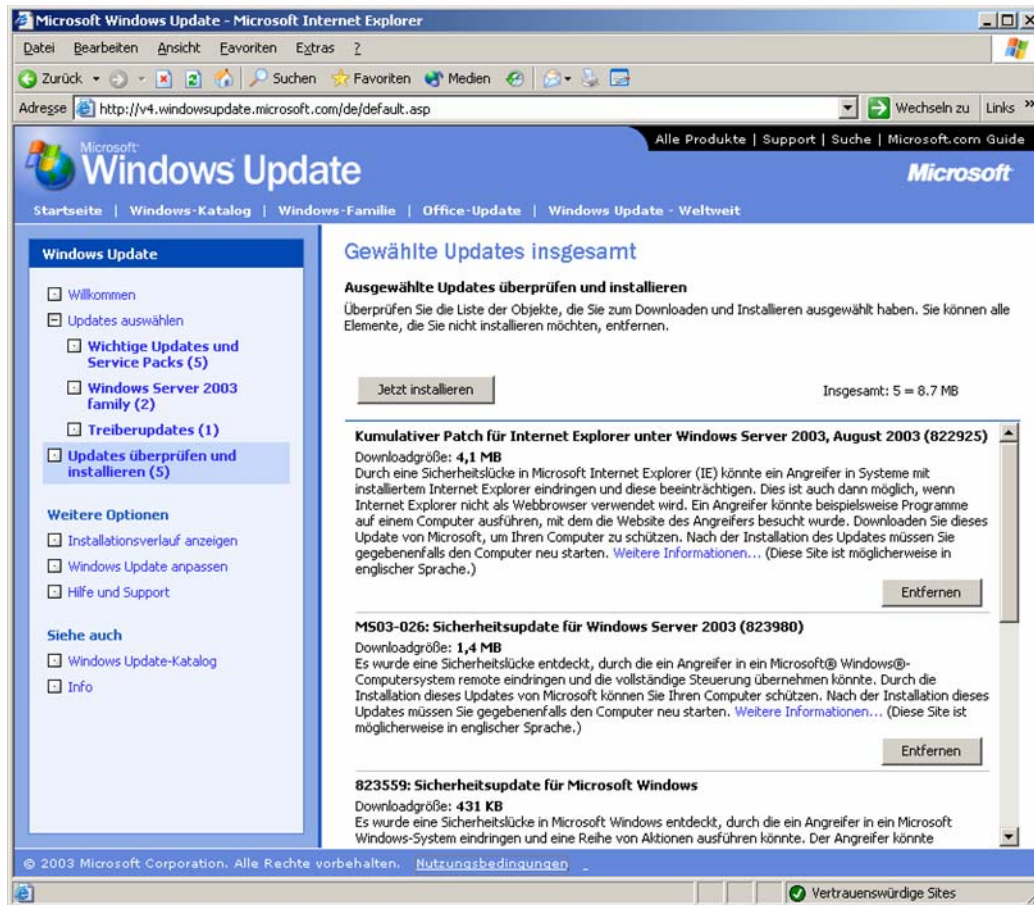 Microsoft Windows Update - Microsoft Internet Explorer
Datei Bearbeiten Ansicht Favoriten Extras ?
Zurück Suchen Favoriten Medien
Adresse http://v4.windowsupdate.microsoft.com/de/default.asp Wechseln zu Links »
Alle Produkte | Support | Suche | Microsoft.com Guide
Microsoft
Windows Update
Microsoft
Startseite | Windows-Katalog | Windows-Familie | Office-Update | Windows Update - Weltweit
Windows Update
Willkommen
Updates auswählen
Wichtige Updates und
Service Packs (5)
Windows Server 2003
family (2)
Treiberupdates (1)
Updates überprüfen und
installieren (5)
Weitere Optionen
Installationsverlauf anzeigen
Windows Update anpassen
Hilfe und Support
Siehe auch
Windows Update-Katalog
Info
Gewählte Updates insgesamt
Ausgewählte Updates überprüfen und installieren
Überprüfen Sie die Liste der Objekte, die Sie zum Downloaden und Installieren ausgewählt haben. Sie können alle
Elemente, die Sie nicht installieren möchten, entfernen.
Jetzt installieren Insgesamt: 5 = 8.7 MB
Kumulativer Patch für Internet Explorer unter Windows Server 2003, August 2003 (822925)
Downloadgröße: 4,1 MB
Durch eine Sicherheitslücke in Microsoft Internet Explorer (IE) könnte ein Angreifer in Systeme mit
installiertem Internet Explorer eindringen und diese beeinträchtigen. Dies ist auch dann möglich, wenn
Internet Explorer nicht als Webbrowser verwendet wird. Ein Angreifer könnte beispielsweise Programme
auf einem Computer ausführen, mit dem die Website des Angreifers besucht wurde. Downloaden Sie dieses
Update von Microsoft, um Ihren Computer zu schützen. Nach der Installation des Updates müssen Sie
gegebenenfalls den Computer neu starten. Weitere Informationen... (Diese Site ist möglicherweise in
englischer Sprache.)
Entfernen
MS03-026: Sicherheitsupdate für Windows Server 2003 (823980)
Downloadgröße: 1,4 MB
Es wurde eine Sicherheitslücke entdeckt, durch die ein Angreifer in ein Microsoft® Windows®-
Computersystem remote eindringen und die vollständige Steuerung übernehmen könnte. Durch die
Installation dieses Updates von Microsoft können Sie Ihren Computer schützen. Nach der Installation dieses
Updates müssen Sie gegebenenfalls den Computer neu starten. Weitere Informationen... (Diese Site ist
möglicherweise in englischer Sprache.)
Entfernen
823559: Sicherheitsupdate für Microsoft Windows
Downloadgröße: 431 KB
Es wurde eine Sicherheitslücke in Microsoft Windows entdeckt, durch die ein Angreifer in ein Microsoft
Windows-System eindringen und eine Reihe von Aktionen ausführen könnte. Der Angreifer könnte
© 2003 Microsoft Corporation. Alle Rechte vorbehalten. Nutzungsbedingungen
Vertrauenswürdige Sites